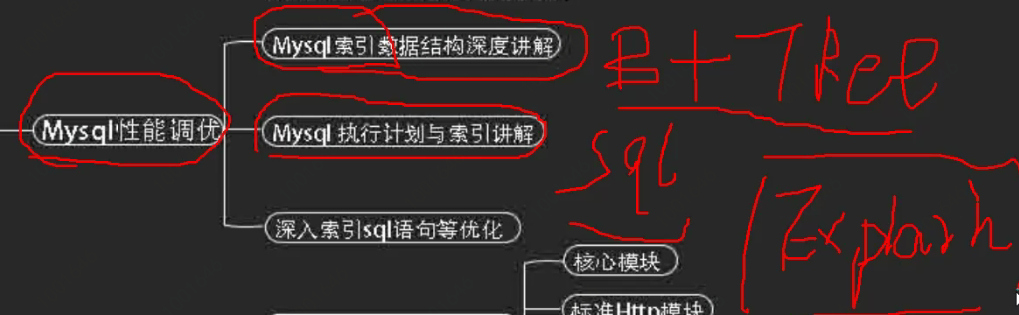 Mysql索引数据结构深度讲解
B+TRee
Mysql性能调优
Mysql 执行计划与索引讲解
sql
Explain
深入索引sql语句等优化
核心模块
标准Http模块